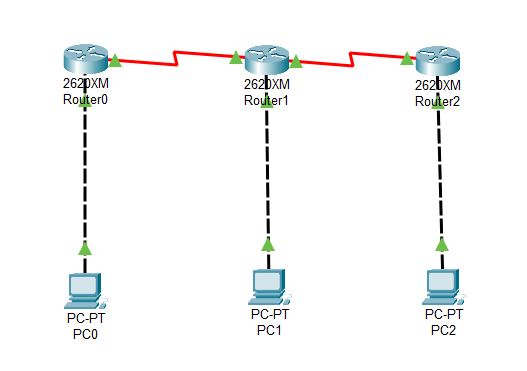 2620XM
Router0
2620XM
Router1
2620XM
Router2
PC-PT
PC0
PC-PT
PC1
PC-PT
PC2